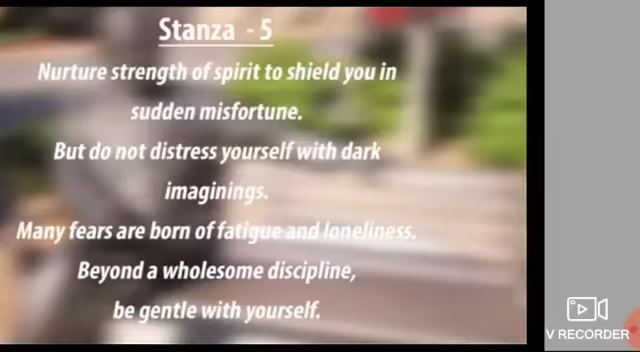 Stanza - 5
Nurture strength of spirit to shield you in
sudden misfortune.
But do not distress yourself with dark
imaginings.
Many fears are born of fatigue and loneliness.
Beyond a wholesome discipline,
be gentle with yourself.
V RECORDER